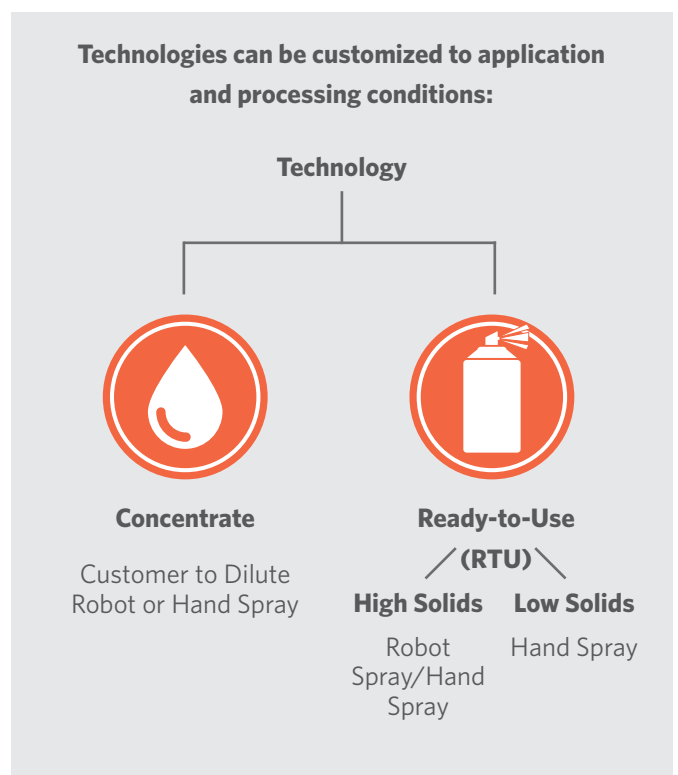 Technologies can be customized to application
and processing conditions:
Technology
Concentrate
Customer to Dilute
Robot or Hand Spray
Ready-to-Use
(RTU)
High Solids
Robot
Spray/Hand
Spray
Low Solids
Hand Spray